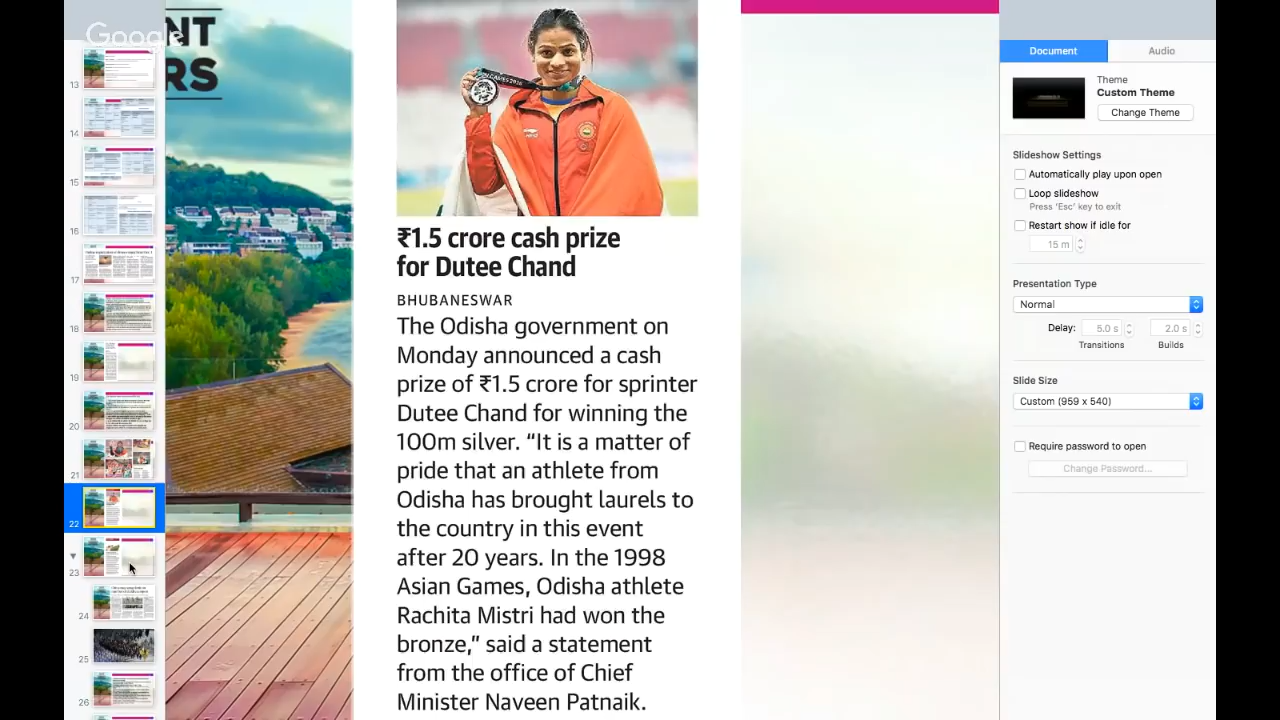 Google
NT
RS
13
14
15
16
17
18
19
20
21
22
23
24
25
26
₹1.5 crore cash prize
for Dutee Chand
BHUBANESWAR
The Odisha government on
Monday announced a cash
prize of ₹1.5 crore for sprinter
Dutee Chand for winning the
100m silver. “It is a matter of
pride that an athlete from
Odisha has brought laurels to
the country in this event
after 20 years. In the 1998
Asian Games, Odisha athlete
Rachita Mistri had won the
bronze,” said a statement
from the office of Chief
Minister Naveen Patnaik.
Document
Audio
Theme
Custom Theme
Change Theme
Slideshow Settings
Automatically play upon open
Loop slideshow
Press 'Esc' key to exit
Restart show if idle for
15 m
Presentation Type
Normal
Delay: 5.0 s 2.0 s
Transitions Builds
Slide Size
Custom (959 x 540)
Require password to open
Change Password...